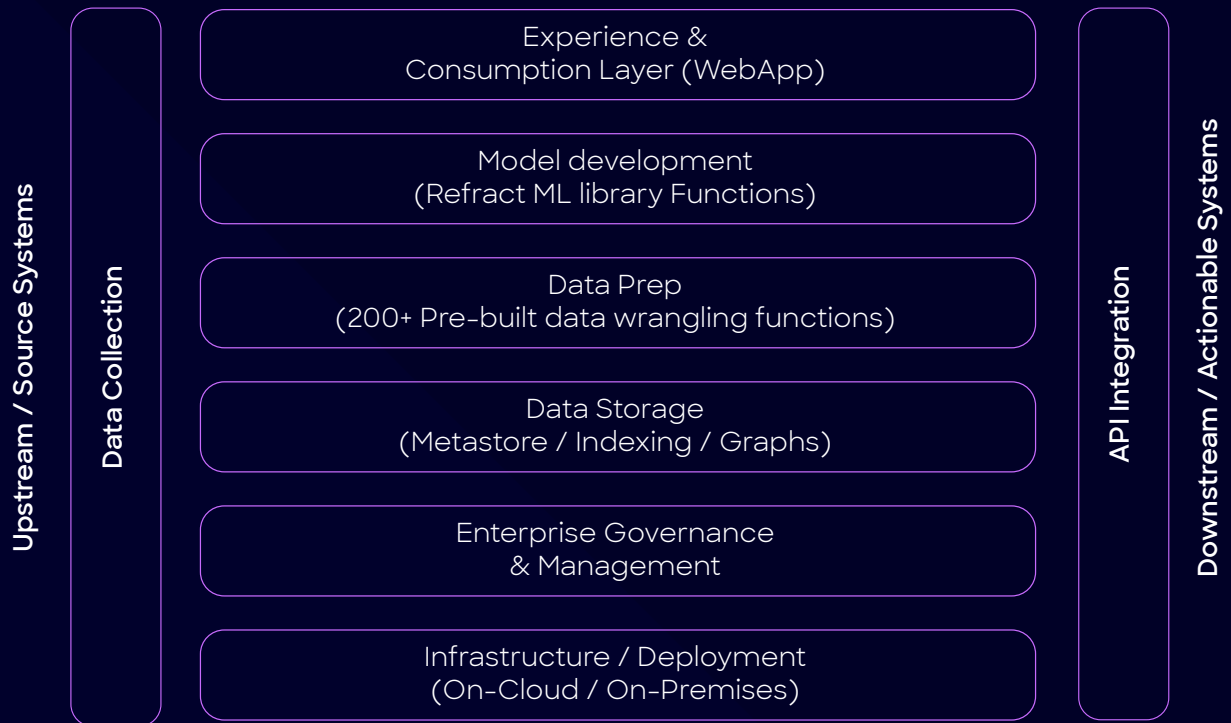 Upstream / Source Systems
Data Collection
Experience &
Consumption Layer (WebApp)
Model development
(Refract ML library Functions)
Data Prep
(200+ Pre-built data wrangling functions)
Data Storage
(Metastore / Indexing / Graphs)
Enterprise Governance
& Management
Infrastructure / Deployment
(On-Cloud / On-Premises)
API Integration
Downstream / Actionable Systems